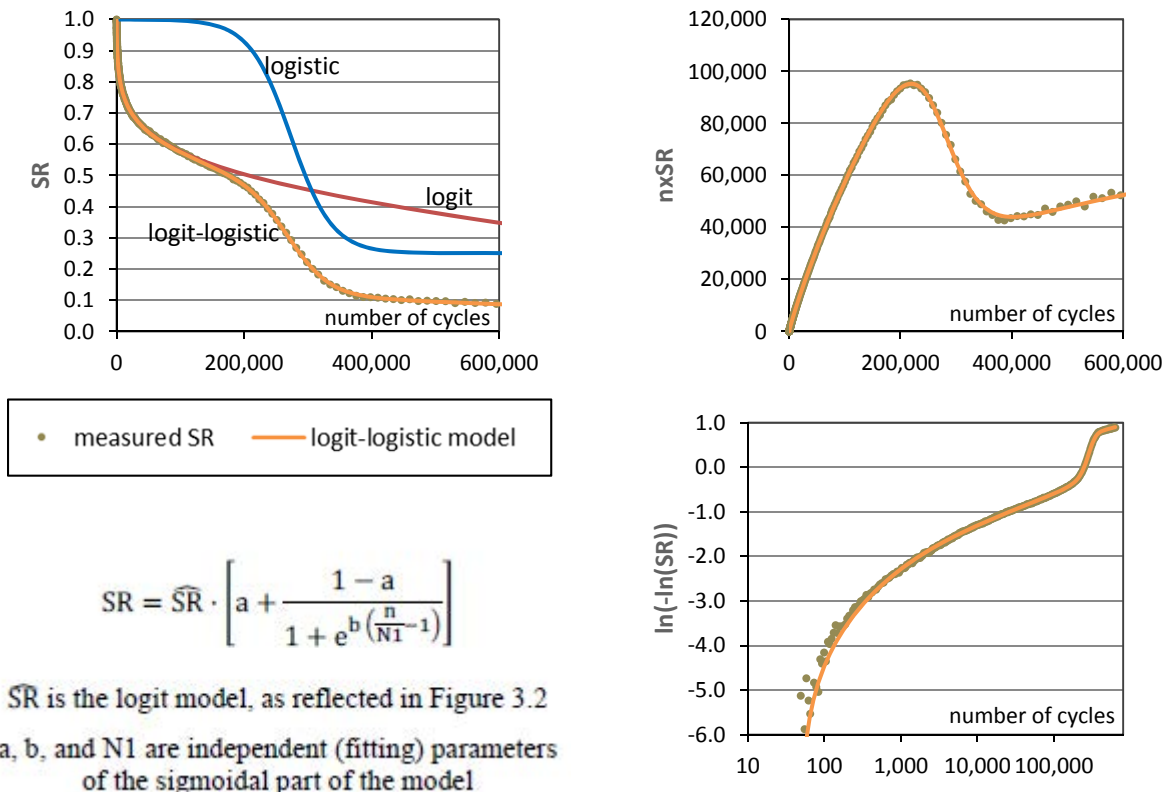 1.0
0.9
0.8
0.7
0.6
0.5
0.4
0.3
0.2
0.1
0.0
SR
logistic
logit
logit-logistic
number of cycles
0 200,000 400,000 600,000
120,000
100,000
80,000
60,000
40,000
20,000
0
nxSR
number of cycles
0 200,000 400,000 600,000
measured SR logit-logistic model
1.0
0.0
-1.0
-2.0
-3.0
-4.0
-5.0
-6.0
ln(-ln(SR))
number of cycles
10 100 1,000 10,000 100,000
SR = \widehat{SR} · [a + \frac{1 − a}{1 + e^{b(\frac{n}{N1}−1)}}]
\widehat{SR} is the logit model, as reflected in Figure 3.2
a, b, and N1 are independent (fitting) parameters
of the sigmoidal part of the model